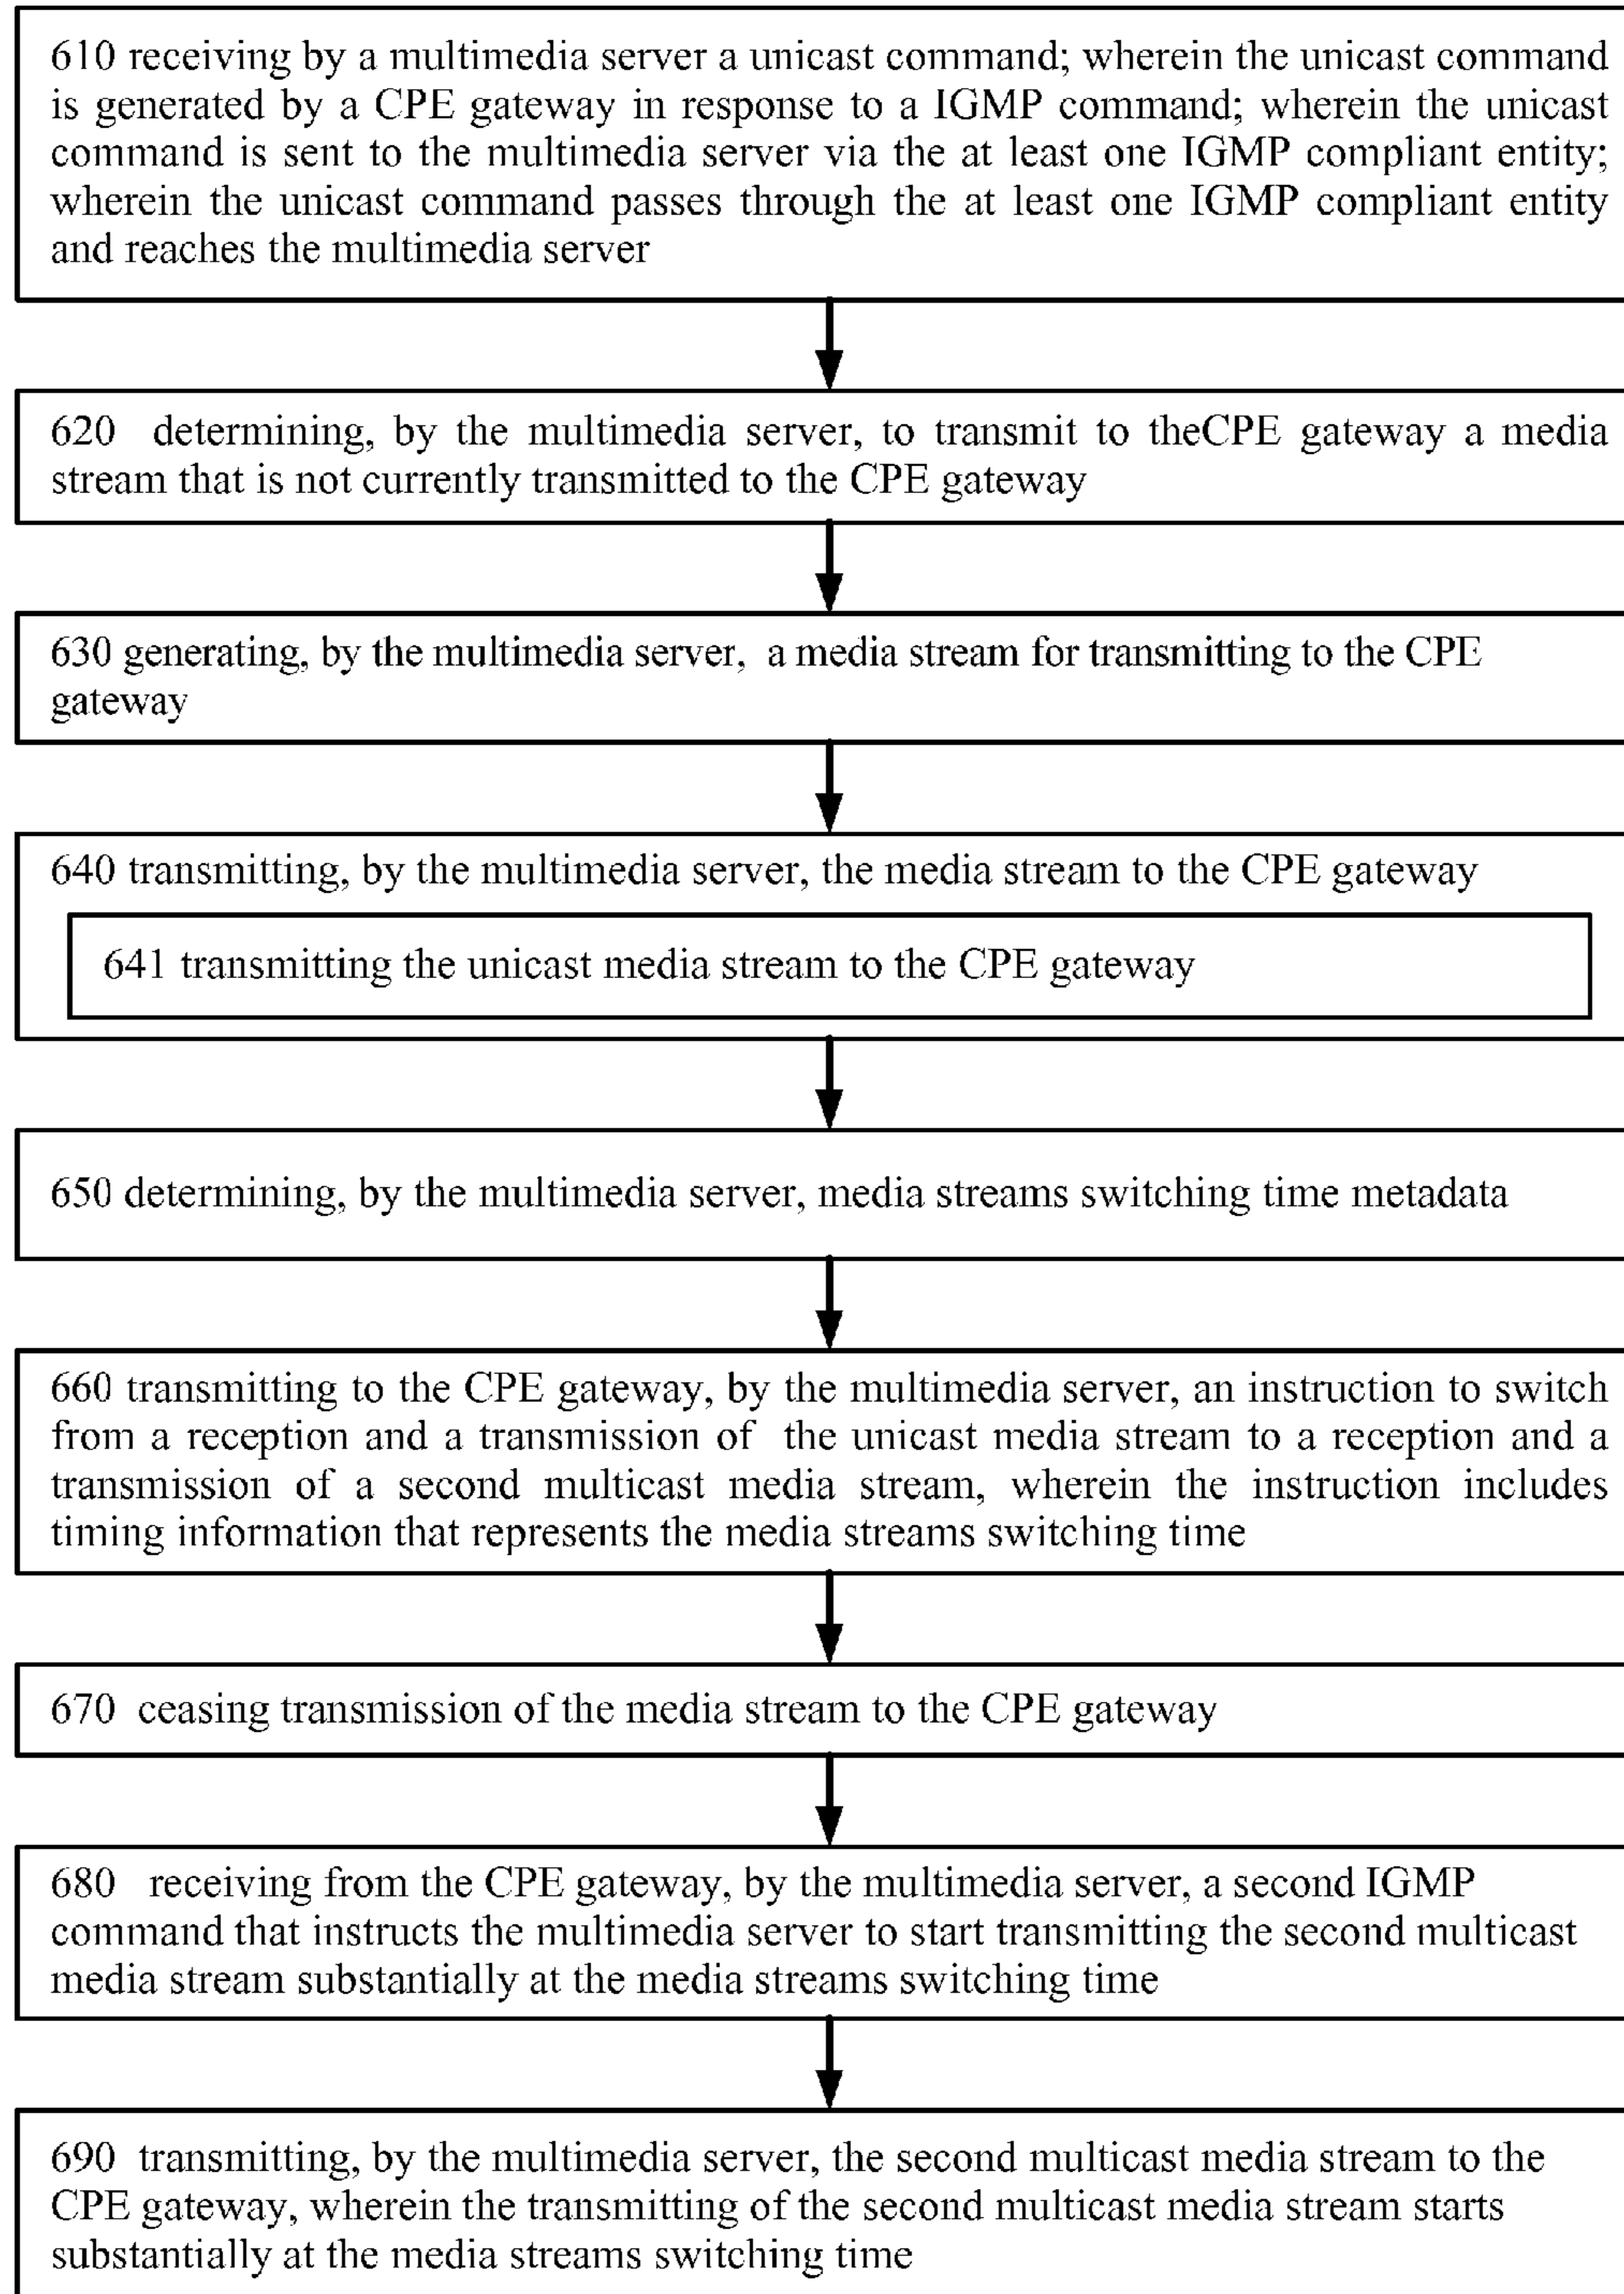 610 receiving by a multimedia server a unicast command; wherein the unicast command
is generated by a CPE gateway in response to a IGMP command; wherein the unicast
command is sent to the multimedia server via the at least one IGMP compliant entity;
wherein the unicast command passes through the at least one IGMP compliant entity
and reaches the multimedia server
620 determining, by the multimedia server, to transmit to theCPE gateway a media
stream that is not currently transmitted to the CPE gateway
630 generating, by the multimedia server, a media stream for transmitting to the CPE
gateway
640 transmitting, by the multimedia server, the media stream to the CPE gateway
641 transmitting the unicast media stream to the CPE gateway
650 determining, by the multimedia server, media streams switching time metadata
660 transmitting to the CPE gateway, by the multimedia server, an instruction to switch
from a reception and a transmission of the unicast media stream to a reception and a
transmission of a second multicast media stream, wherein the instruction includes
timing information that represents the media streams switching time
670 ceasing transmission of the media stream to the CPE gateway
680 receiving from the CPE gateway, by the multimedia server, a second IGMP
command that instructs the multimedia server to start transmitting the second multicast
media stream substantially at the media streams switching time
690 transmitting, by the multimedia server, the second multicast media stream to the
CPE gateway, wherein the transmitting of the second multicast media stream starts
substantially at the media streams switching time